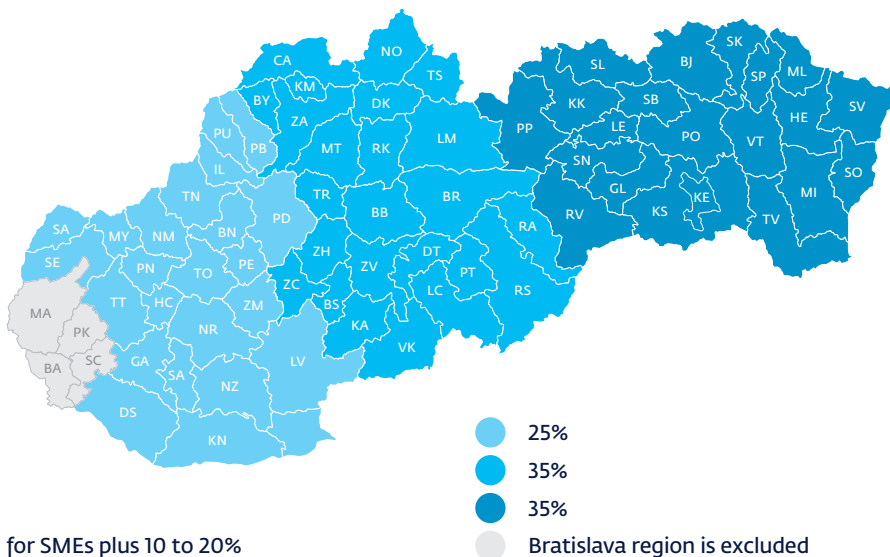 NO
CA
SK
TS
SL
BJ
KM
SP
ML
BY
DK
KK
SB
SV
ZA
HE
PU
PP
LE
PO
LM
VT
PB
MT
RK
SN
IL
SO
GL
MI
TR
BR
TN
KE
BB
PD
RV
KS
TV
RA
SA
BN
MY
NM
ZH
DT
SE
ZV
PE
PN
TO
PT
ZC
LC
RS
HC
TT
ZM
BS
MA
KA
NR
PK
VK
SC
GA
LV
BA
SA
NZ
DS
KN
25%
35%
35%
for SMEs plus 10 to 20%
Bratislava region is excluded